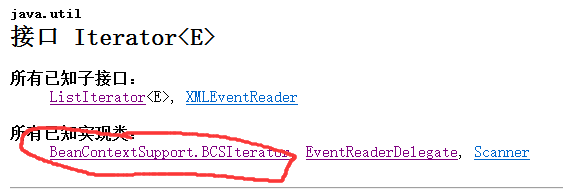 java.util
接口 Iterator<E>
所有已知子接口：
ListIterator<E>, XMLEventReader
所有已知实现类：
BeanContextSupport.BCSIterator, EventReaderDelegate, Scanner